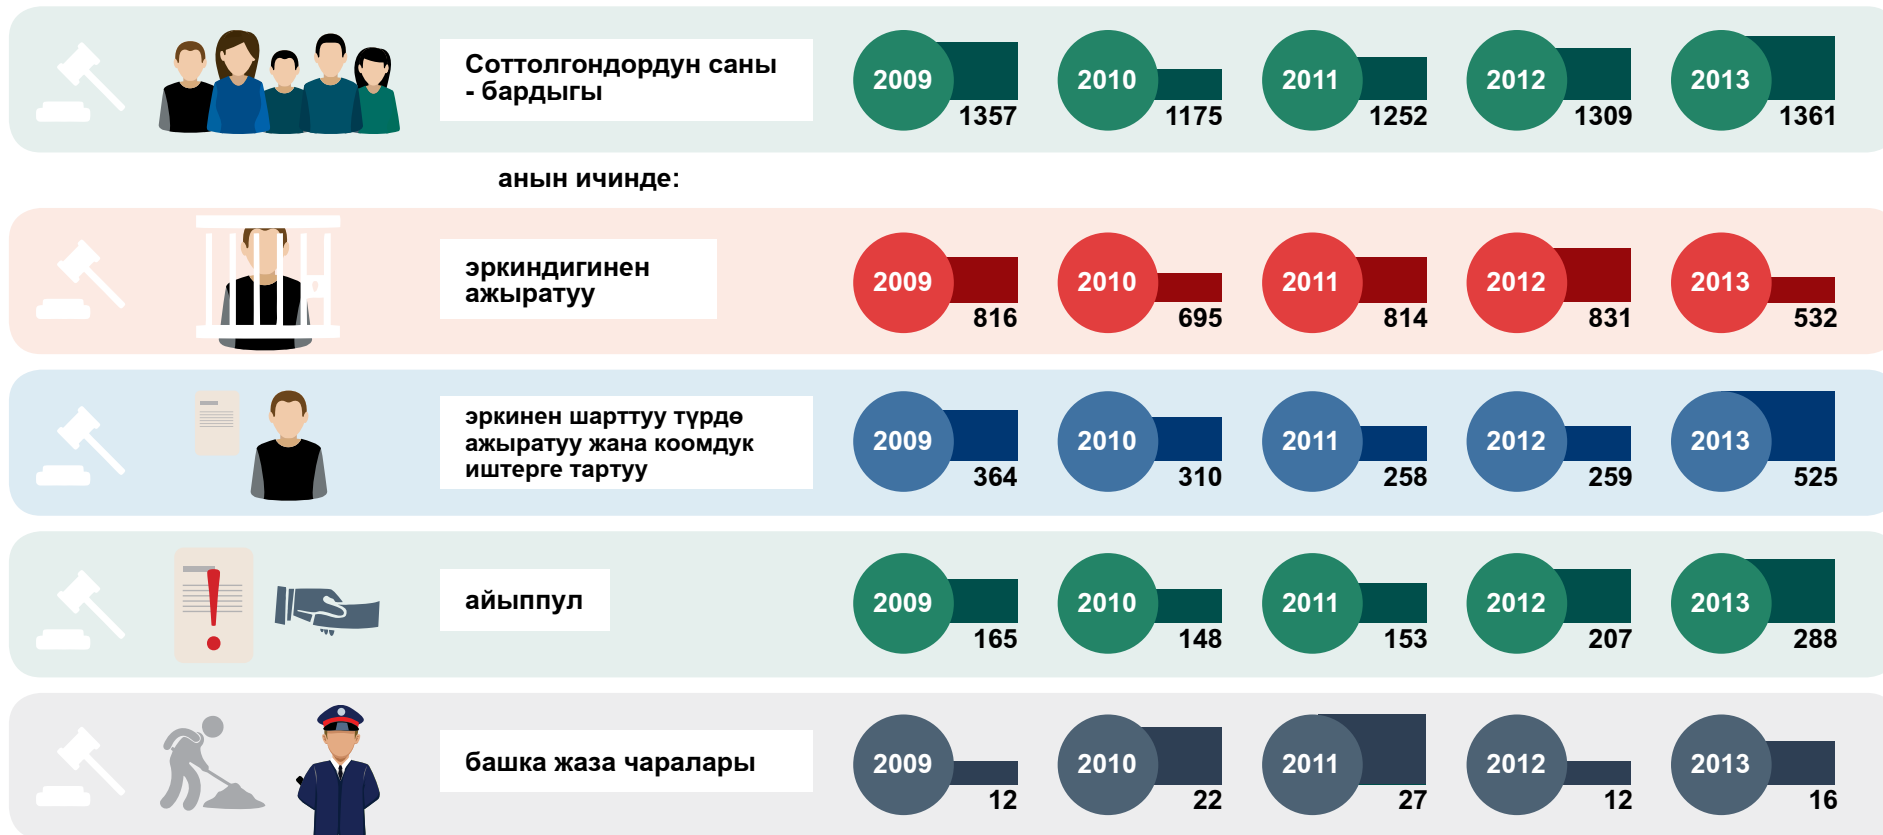 Соттолгондордун саны
- бардыгы
2009 2010 2011 2012 2013
1357 1175 1252 1309 1361
анын ичинде:
эркиндигинен
ажыратуу
2009 2010 2011 2012 2013
816 695 814 831 532
эркинен шарттуу түрдө
ажыратуу жана коомдук
иштерге тартуу
2009 2010 2011 2012 2013
364 310 258 259 525
айыппул
2009 2010 2011 2012 2013
165 148 153 207 288
башка жаза чаралары
2009 2010 2011 2012 2013
12 22 27 12 16